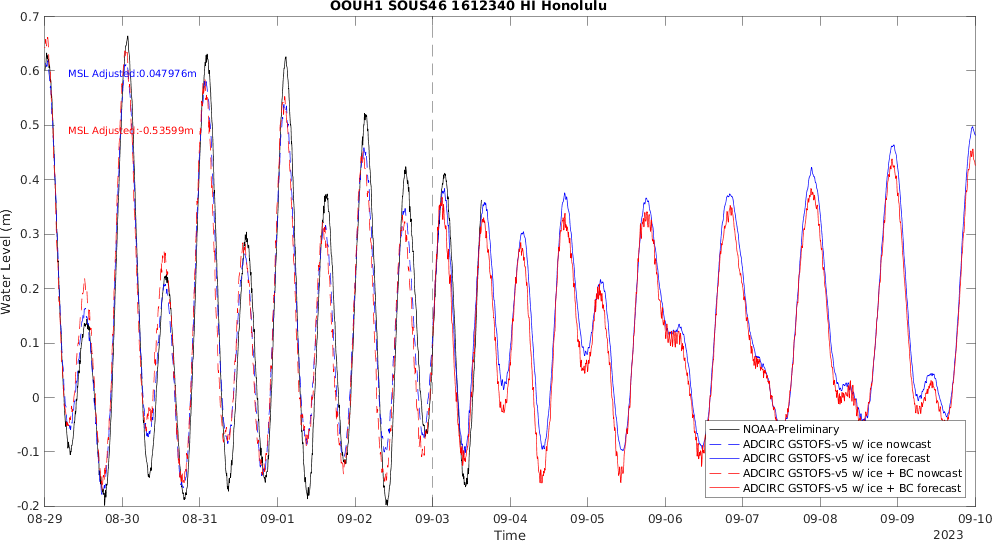 OOUH1 SOUS46 1612340 HI Honolulu
0.7
0.6
0.5
0.4
0.3
0.2
0.1
0
-0.1
-0.2
Water Level (m)
MSL Adjusted:0.047976m
MSL Adjusted:-0.53599m
NOAA-Preliminary
ADCIRC GSTOFS-v5 w/ ice nowcast
ADCIRC GSTOFS-v5 w/ ice forecast
ADCIRC GSTOFS-v5 w/ ice + BC nowcast
ADCIRC GSTOFS-v5 w/ ice + BC forecast
08-29 08-30 08-31 09-01 09-02 09-03 09-04 09-05 09-06 09-07 09-08 09-09 09-10
Time
2023